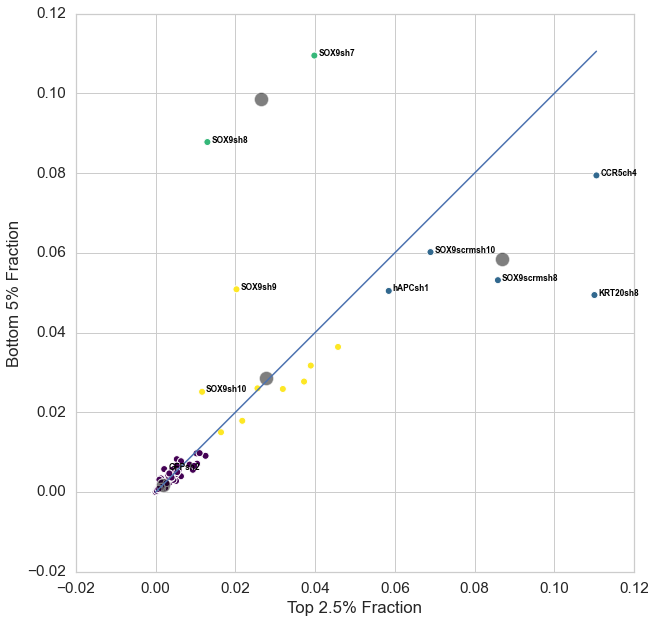 0.12
SOX9sh7
0.10
SOX9sh8
0.08
CCR5ch4
0.06
SOX9scrmsh10
SOX9scrmsh8
hAPCsh1
SOX9sh9
KRT20sh8
0.04
SOX9sh10
0.02
0.00
−0.02
−0.02 0.00 0.02 0.04 0.06 0.08 0.10 0.12
Top 2.5% Fraction
Bottom 5% Fraction